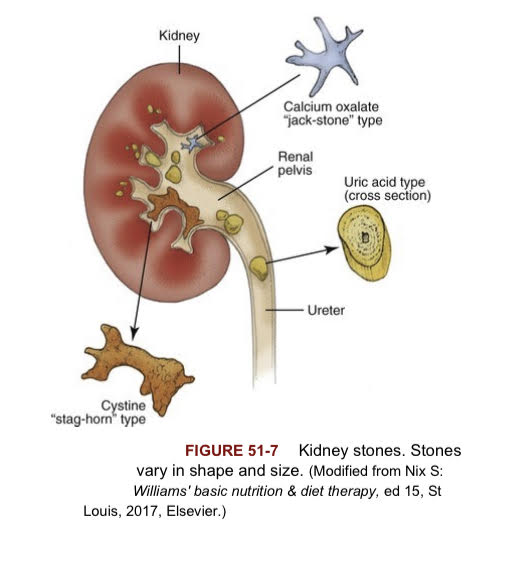 Kidney
Calcium oxalate
"jack-stone" type
Renal
pelvis
Uric acid type
(cross section)
Ureter
Cystine
"stag-horn" type
FIGURE 51-7 Kidney stones. Stones
vary in shape and size. (Modified from Nix S:
Williams' basic nutrition & diet therapy, ed 15, St
Louis, 2017, Elsevier.)